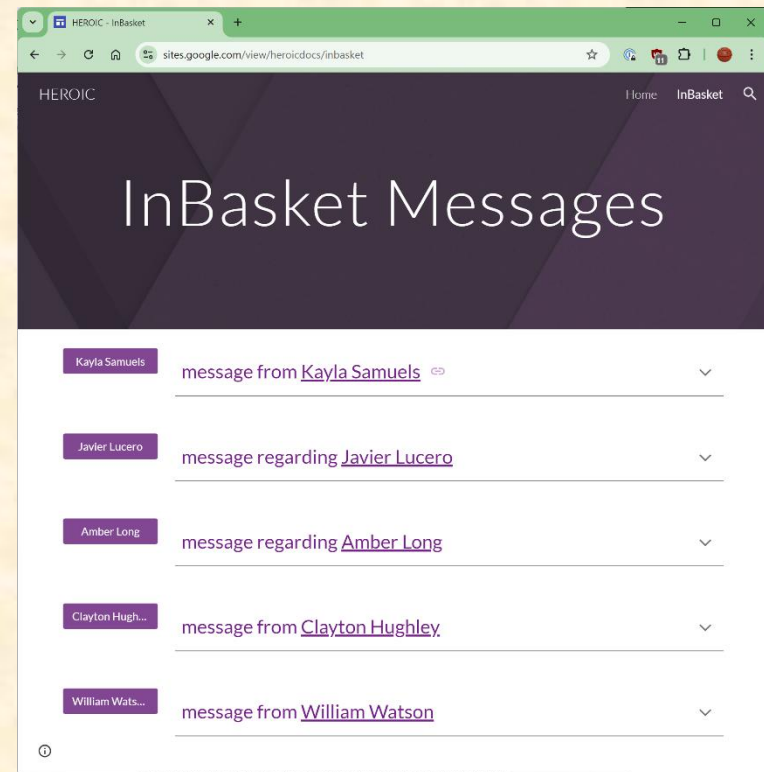 HEROIC - InBasket
sites.google.com/view/heroicdocs/inbasket
11
HEROIC Home InBasket
InBasket Messages
Kayla Samuels
message from Kayla Samuels
Javier Lucero
message regarding Javier Lucero
Amber Long
message regarding Amber Long
Clayton Hugh...
message from Clayton Hughley
William Wats...
message from William Watson